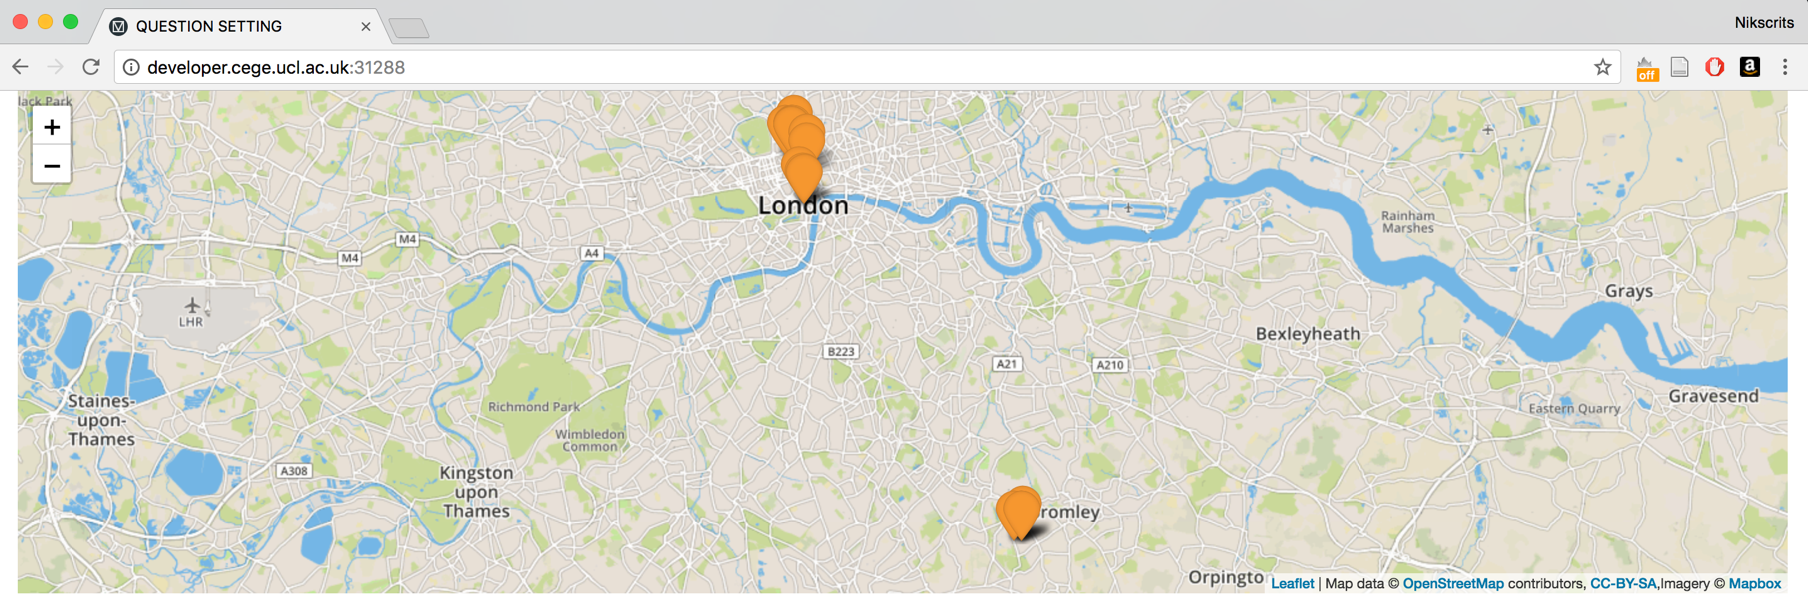 QUESTION SETTING
Nikscrits
developer.cege.ucl.ac.uk:31288
off
a
lack Park
+
−
London
Rainham
Marshes
M4
M4
A4
LHR
Grays
Bexleyheath
B223
A21
A210
Staines-
upon-
Thames
Richmond Park
Wimbledon
Common
Eastern Quarry
Gravesend
A308
Kingston
upon
Thames
romley
Orpingto
Leaflet | Map data © OpenStreetMap contributors, CC-BY-SA,Imagery © Mapbox